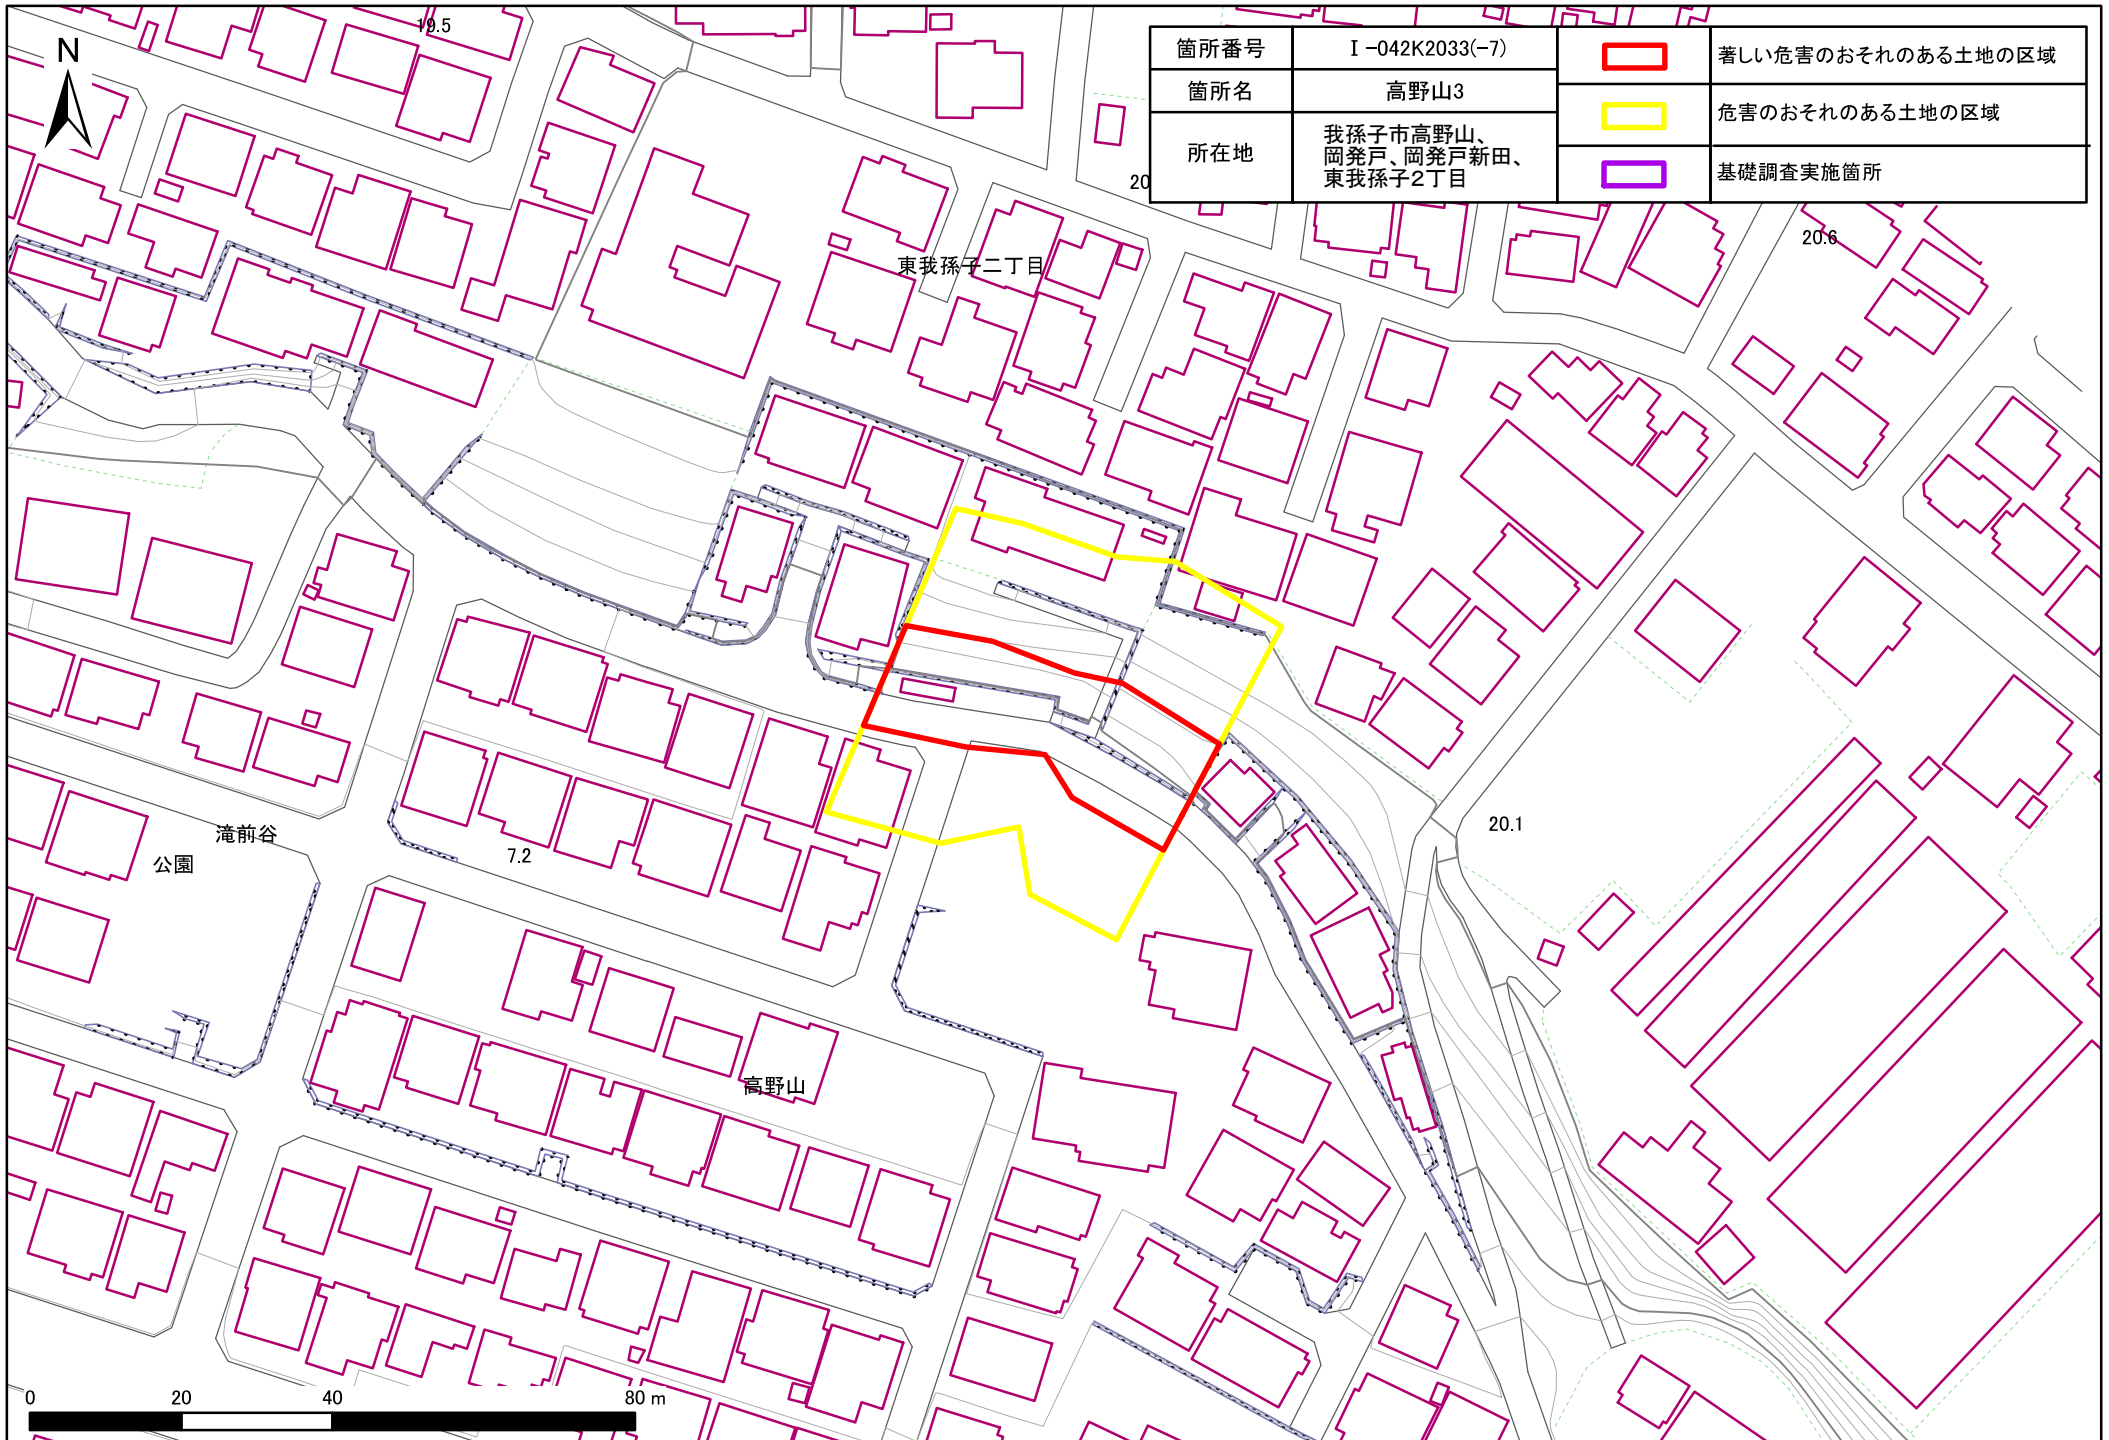 19.5
N
箇所番号
Ⅰ-042K2033(-7)
著しい危害のおそれのある土地の区域
箇所名
高野山3
危害のおそれのある土地の区域
所在地
我孫子市高野山、
岡発戸、岡発戸新田、
東我孫子2丁目
基礎調査実施箇所
20
20.6
東我孫子二丁目
20.1
滝前谷
公園
7.2
高野山
0 20 40 80 m